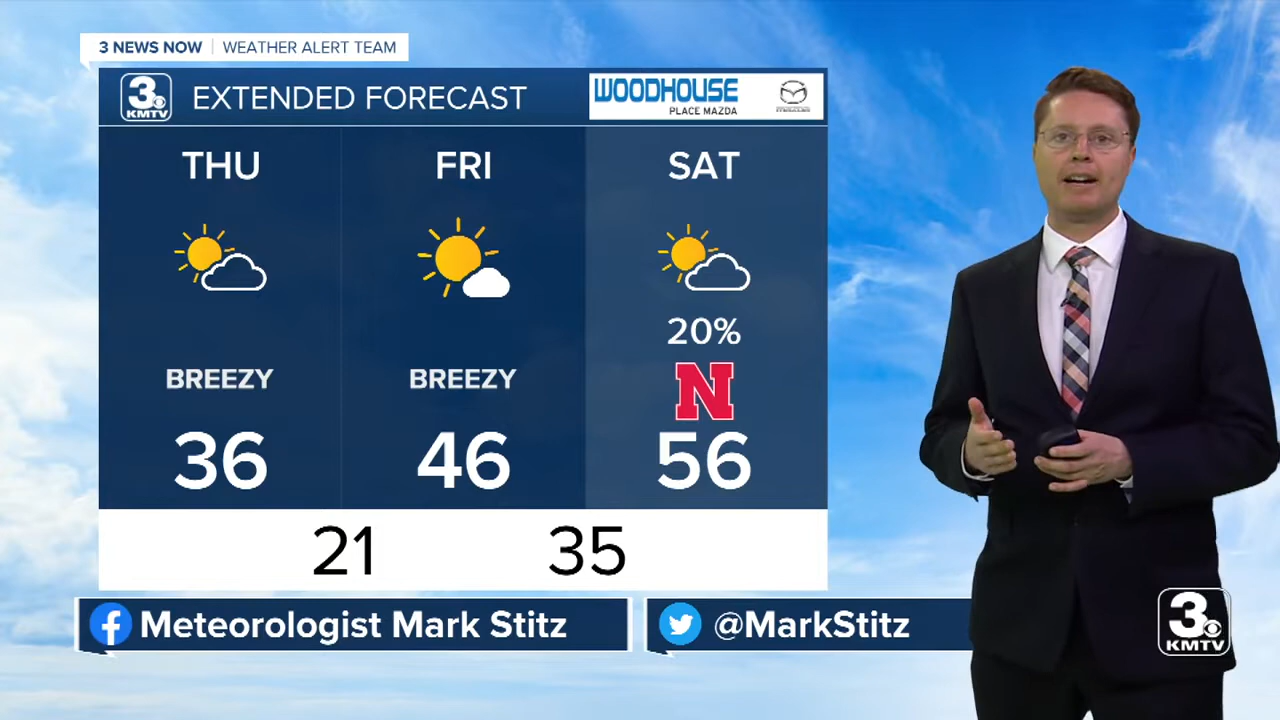 3 NEWS NOW | WEATHER ALERT TEAM
3 KMTV
EXTENDED FORECAST
WOODHOUSE
PLACE MAZDA
THU FRI SAT
20%
BREEZY BREEZY N
36 46 56
21 35
Meteorologist Mark Stitz
@MarkStitz
3
KMTV